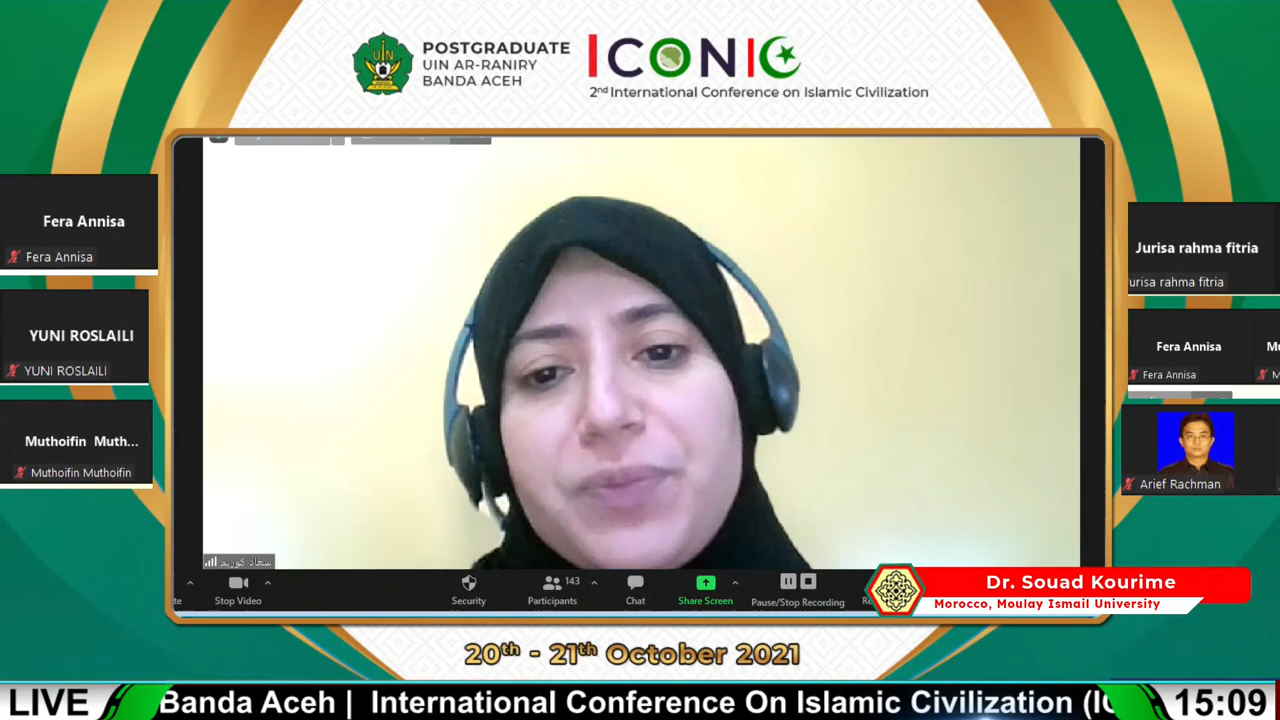 POSTGRADUATE
UIN AR-RANIRY
BANDA ACEH
UIN
ICONIC
2nd International Conference on Islamic Civilization
Fera Annisa
Fera Annisa
YUNI ROSLAILI
YUNI ROSLAILI
Muthoifin Muth...
Muthoifin Muthoifin
Jurisa rahma fitria
urisa rahma fitria
Fera Annisa
Fera Annisa
Arief Rachman
سعاد كوريم
Stop Video
Security
Participants
143
Chat
Share Screen
Pause/Stop Recording
Dr. Souad Kourime
Morocco, Moulay Ismail University
20th - 21th October 2021
LIVE
Banda Aceh | International Conference On Islamic Civilization (IC
15:09